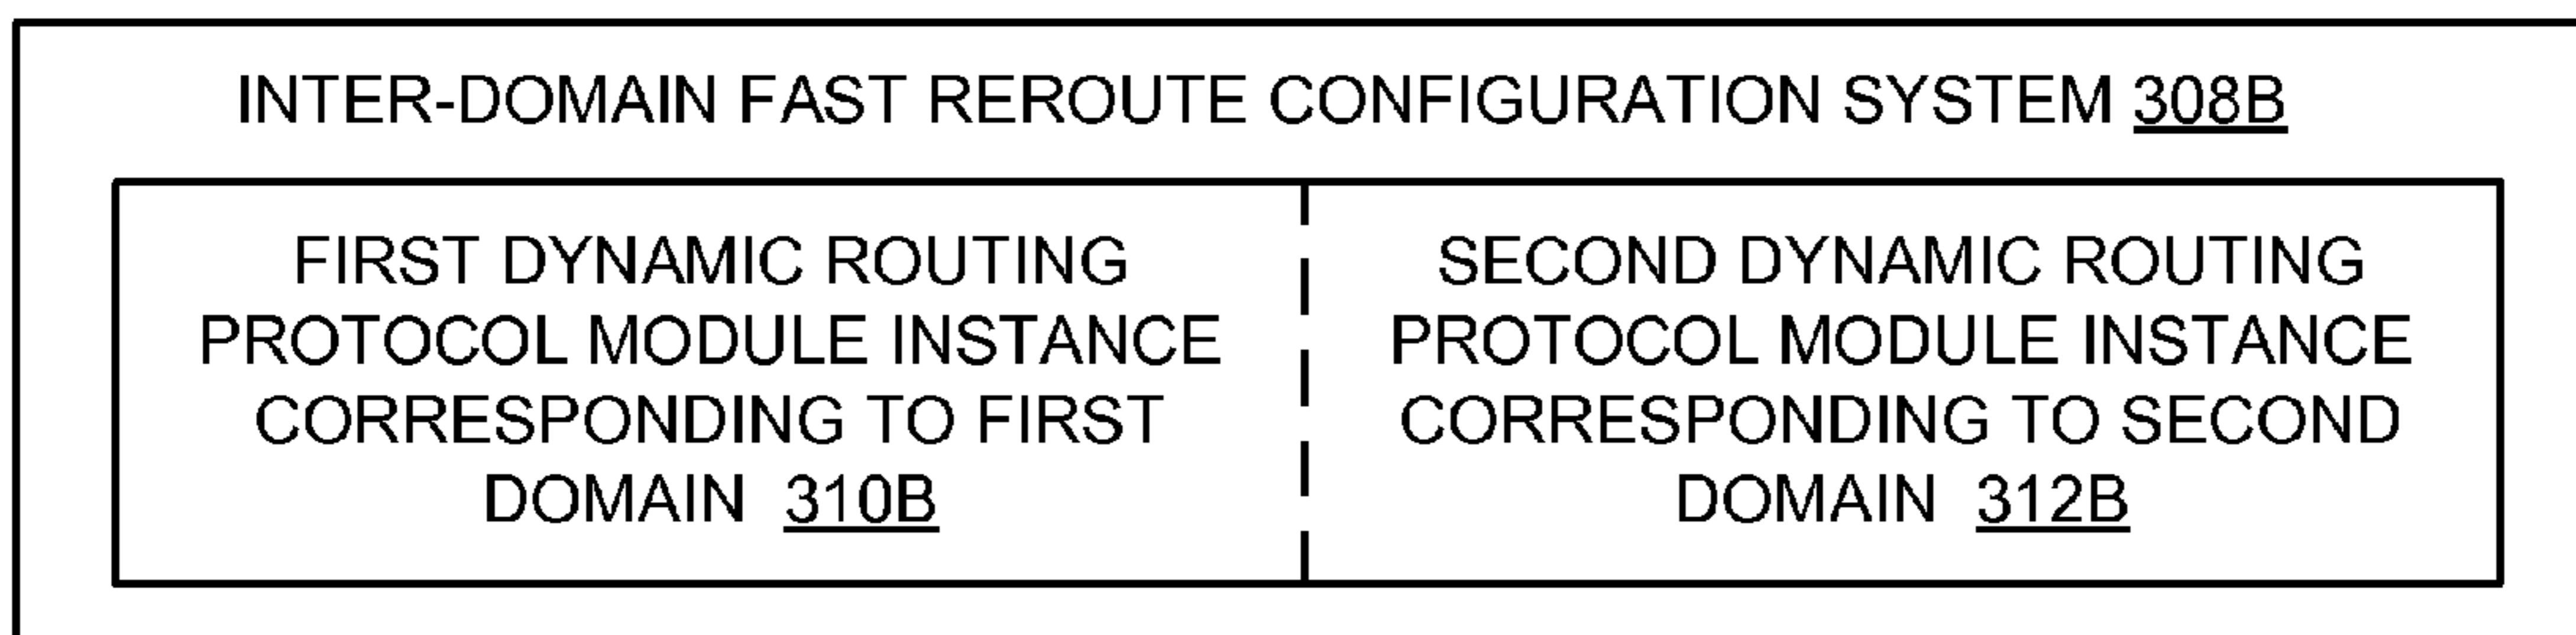 INTER-DOMAIN FAST REROUTE CONFIGURATION SYSTEM 308B
FIRST DYNAMIC ROUTING
PROTOCOL MODULE INSTANCE
CORRESPONDING TO FIRST
DOMAIN 310B
SECOND DYNAMIC ROUTING
PROTOCOL MODULE INSTANCE
CORRESPONDING TO SECOND
DOMAIN 312B